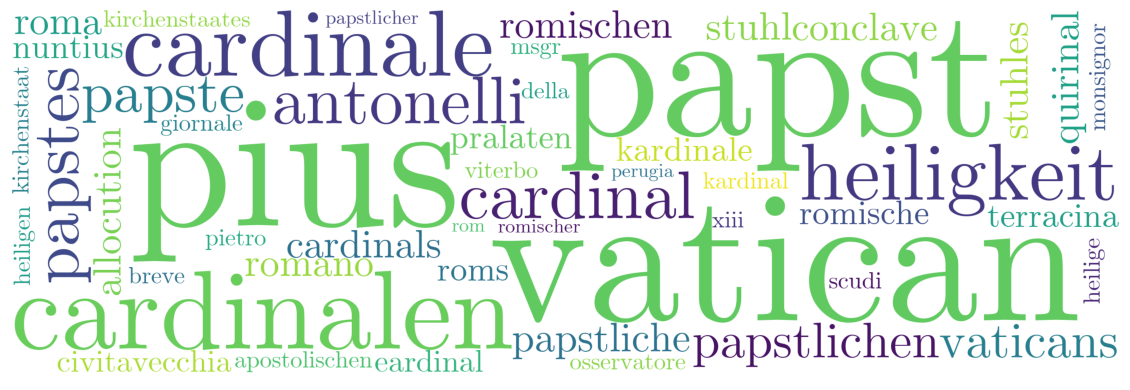 roma
kirchenstaates
papstlicher
nuntius
cardinale
romischen
msgr
stuhlconclave
papst
stuhles
quirinal
monsignor
kirchenstaat
papstes
papste
giornale
antonelli
della
pralaten
viterbo
kardinale
perugia
kardinal
heiligkeit
pius
allocution
cardinal
xiii
romische
terracina
heiligen
pietro
cardinals
romano
breve
roms
rom
romischer
vatican
scudi
heilige
cardinalen
papstliche
papstlichen
vaticans
civitavecchia
apostolischen
eardinal
osservatore